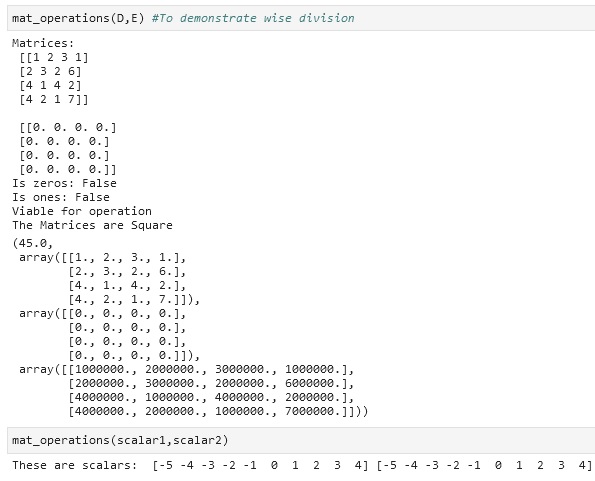 mat_operations(D,E) #To demonstrate wise division
Matrices:
[[1 2 3 1]
[2 3 2 6]
[4 1 4 2]
[4 2 1 7]]
[[0. 0. 0. 0.]
[0. 0. 0. 0.]
[0. 0. 0. 0.]
[0. 0. 0. 0.]]
Is zeros: False
Is ones: False
Viable for operation
The Matrices are Square
(45.0,
array([[1., 2., 3., 1.],
[2., 3., 2., 6.],
[4., 1., 4., 2.],
[4., 2., 1., 7.]]),
array([[0., 0., 0., 0.],
[0., 0., 0., 0.],
[0., 0., 0., 0.],
[0., 0., 0., 0.]]),
array([[1000000., 2000000., 3000000., 1000000.],
[2000000., 3000000., 2000000., 6000000.],
[4000000., 1000000., 4000000., 2000000.],
[4000000., 2000000., 1000000., 7000000.]]))
mat_operations(scalar1,scalar2)
These are scalars: [-5 -4 -3 -2 -1 0 1 2 3 4] [-5 -4 -3 -2 -1 0 1 2 3 4]